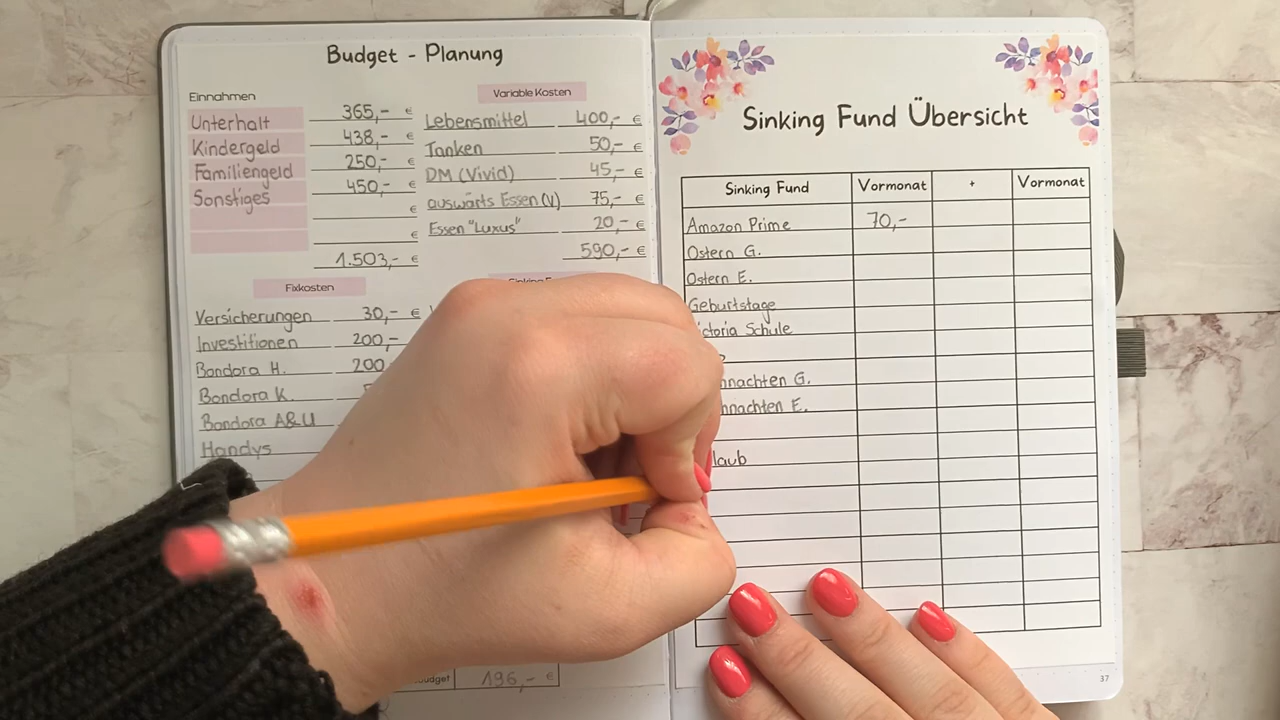 Budget - Planung
Einnahmen
Unterhalt 365,- €
Kindergeld 438,- €
Familiengeld 250,- €
Sonstiges 450,- €
€
€
1.503,- €
Variable Kosten
Lebensmittel 400,- €
Tanken 50,- €
DM (Vivid) 45,- €
auswärts Essen (V) 75,- €
Essen "Luxus" 20,- €
590,- €
Fixkosten
Versicherungen 30,- €
Investitionen 200,-
Bondora H. 200
Bondora K.
Bondora A&U
Handys
196,- €
Sinking Fund Übersicht
Sinking Fund Vormonat + Vormonat
Amazon Prime 70,-
Ostern G.
Ostern E.
Geburtstage
Schule
G.
E.
37